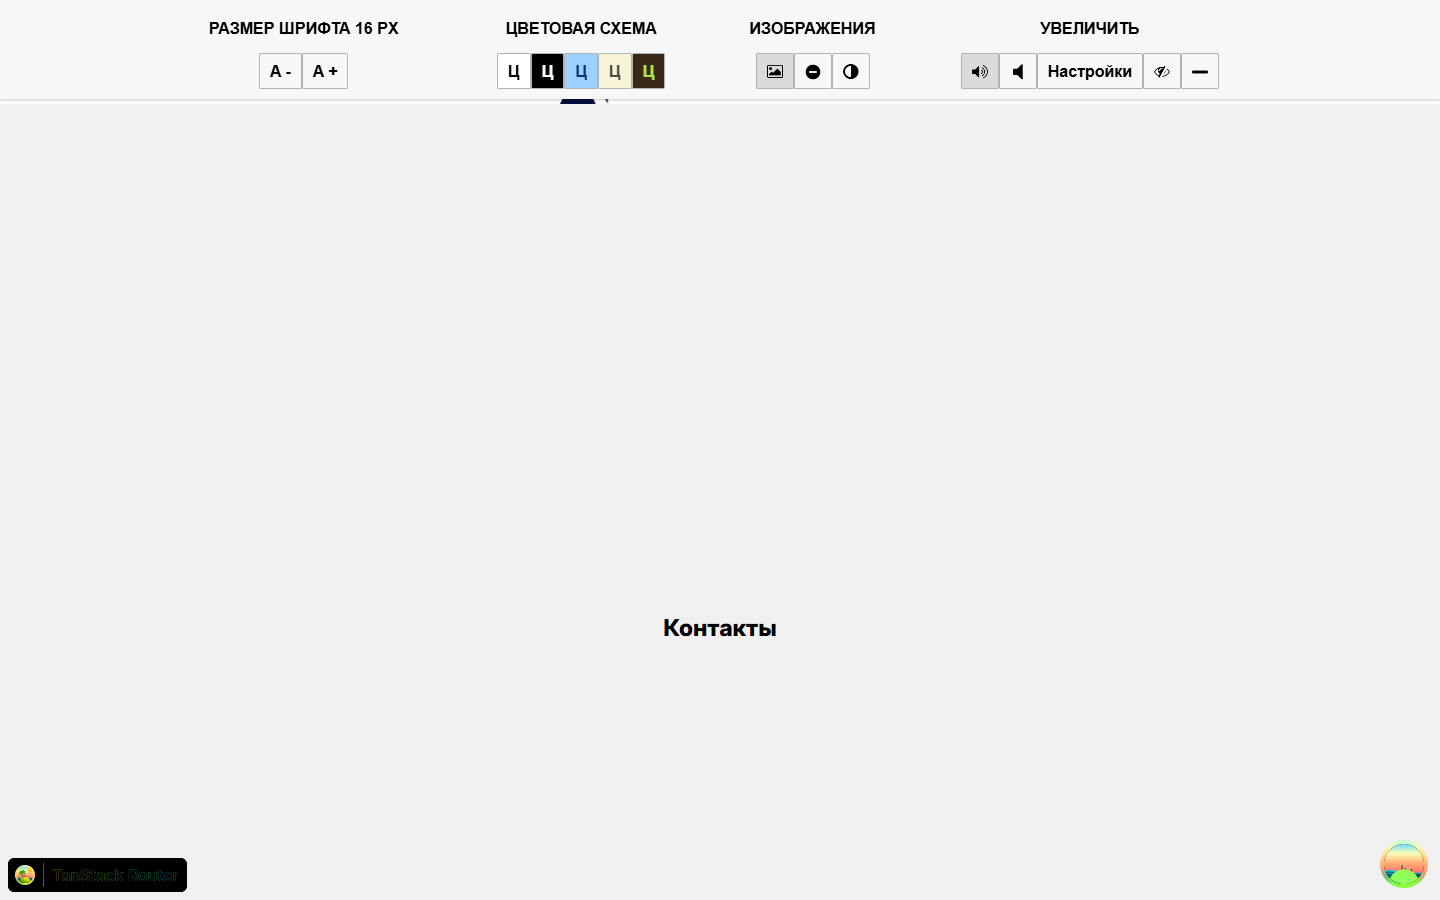 РАЗМЕР ШРИФТА 16 PX
ЦВЕТОВАЯ СХЕМА
ИЗОБРАЖЕНИЯ
УВЕЛИЧИТЬ
А - А +
Ц Ц Ц Ц Ц
Настройки
Контакты
TanStack Router